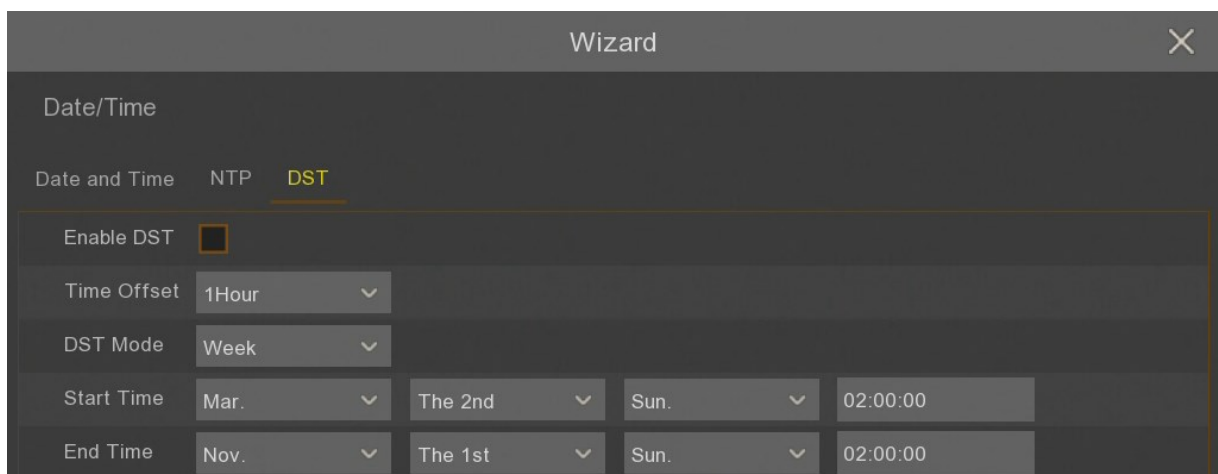 Wizard
Date/Time
Date and Time NTP DST
Enable DST
Time Offset 1Hour
DST Mode Week
Start Time Mar. The 2nd Sun. 02:00:00
End Time Nov. The 1st Sun. 02:00:00